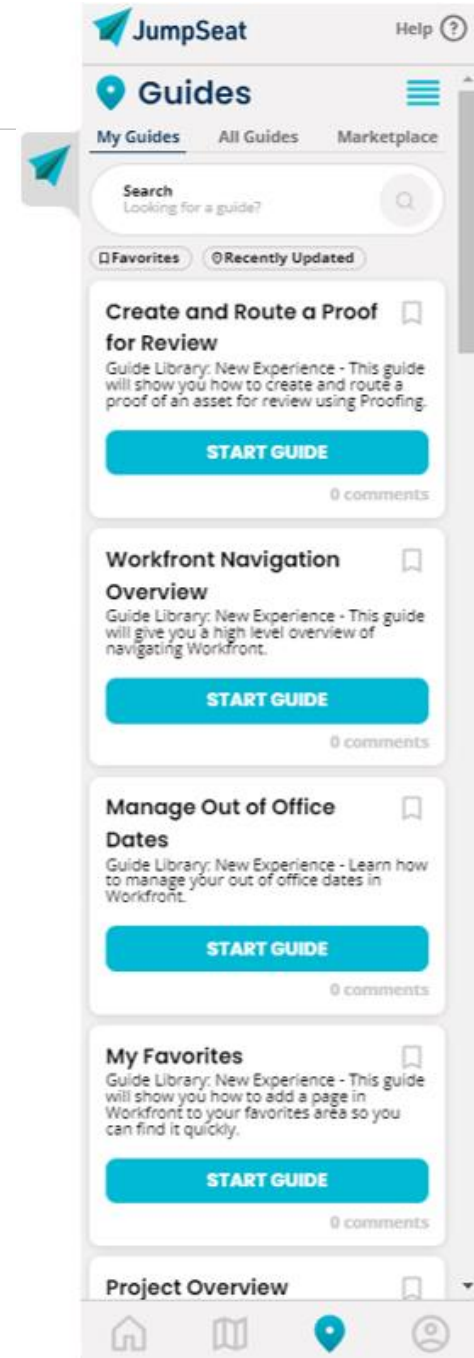 JumpSeat
Help ?
Guides
My Guides All Guides Marketplace
Search
Looking for a guide?
Favorites Recently Updated
Create and Route a Proof
for Review
Guide Library: New Experience - This guide
will show you how to create and route a
proof of an asset for review using Proofing.
START GUIDE
0 comments
Workfront Navigation
Overview
Guide Library: New Experience - This guide
will give you a high level overview of
navigating Workfront.
START GUIDE
0 comments
Manage Out of Office
Dates
Guide Library: New Experience - Learn how
to manage your out of office dates in
Workfront.
START GUIDE
0 comments
My Favorites
Guide Library: New Experience - This guide
will show you how to add a page in
Workfront to your favorites area so you
can find it quickly.
START GUIDE
0 comments
Project Overview